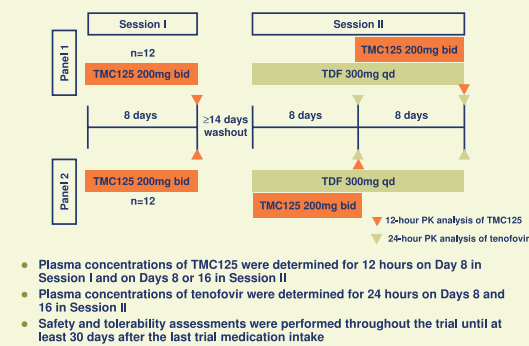 Session I
Session II
Panel 1
n=12
TMC125 200mg bid
TMC125 200mg bid
TDF 300mg qd
8 days
≥14 days
washout
8 days
8 days
Panel 2
TMC125 200mg bid
n=12
TDF 300mg qd
TMC125 200mg bid
12-hour PK analysis of TMC125
24-hour PK analysis of tenofovir
• Plasma concentrations of TMC125 were determined for 12 hours on Day 8 in
Session I and on Days 8 or 16 in Session II
• Plasma concentrations of tenofovir were determined for 24 hours on Days 8 and
16 in Session II
• Safety and tolerability assessments were performed throughout the trial until at
least 30 days after the last trial medication intake